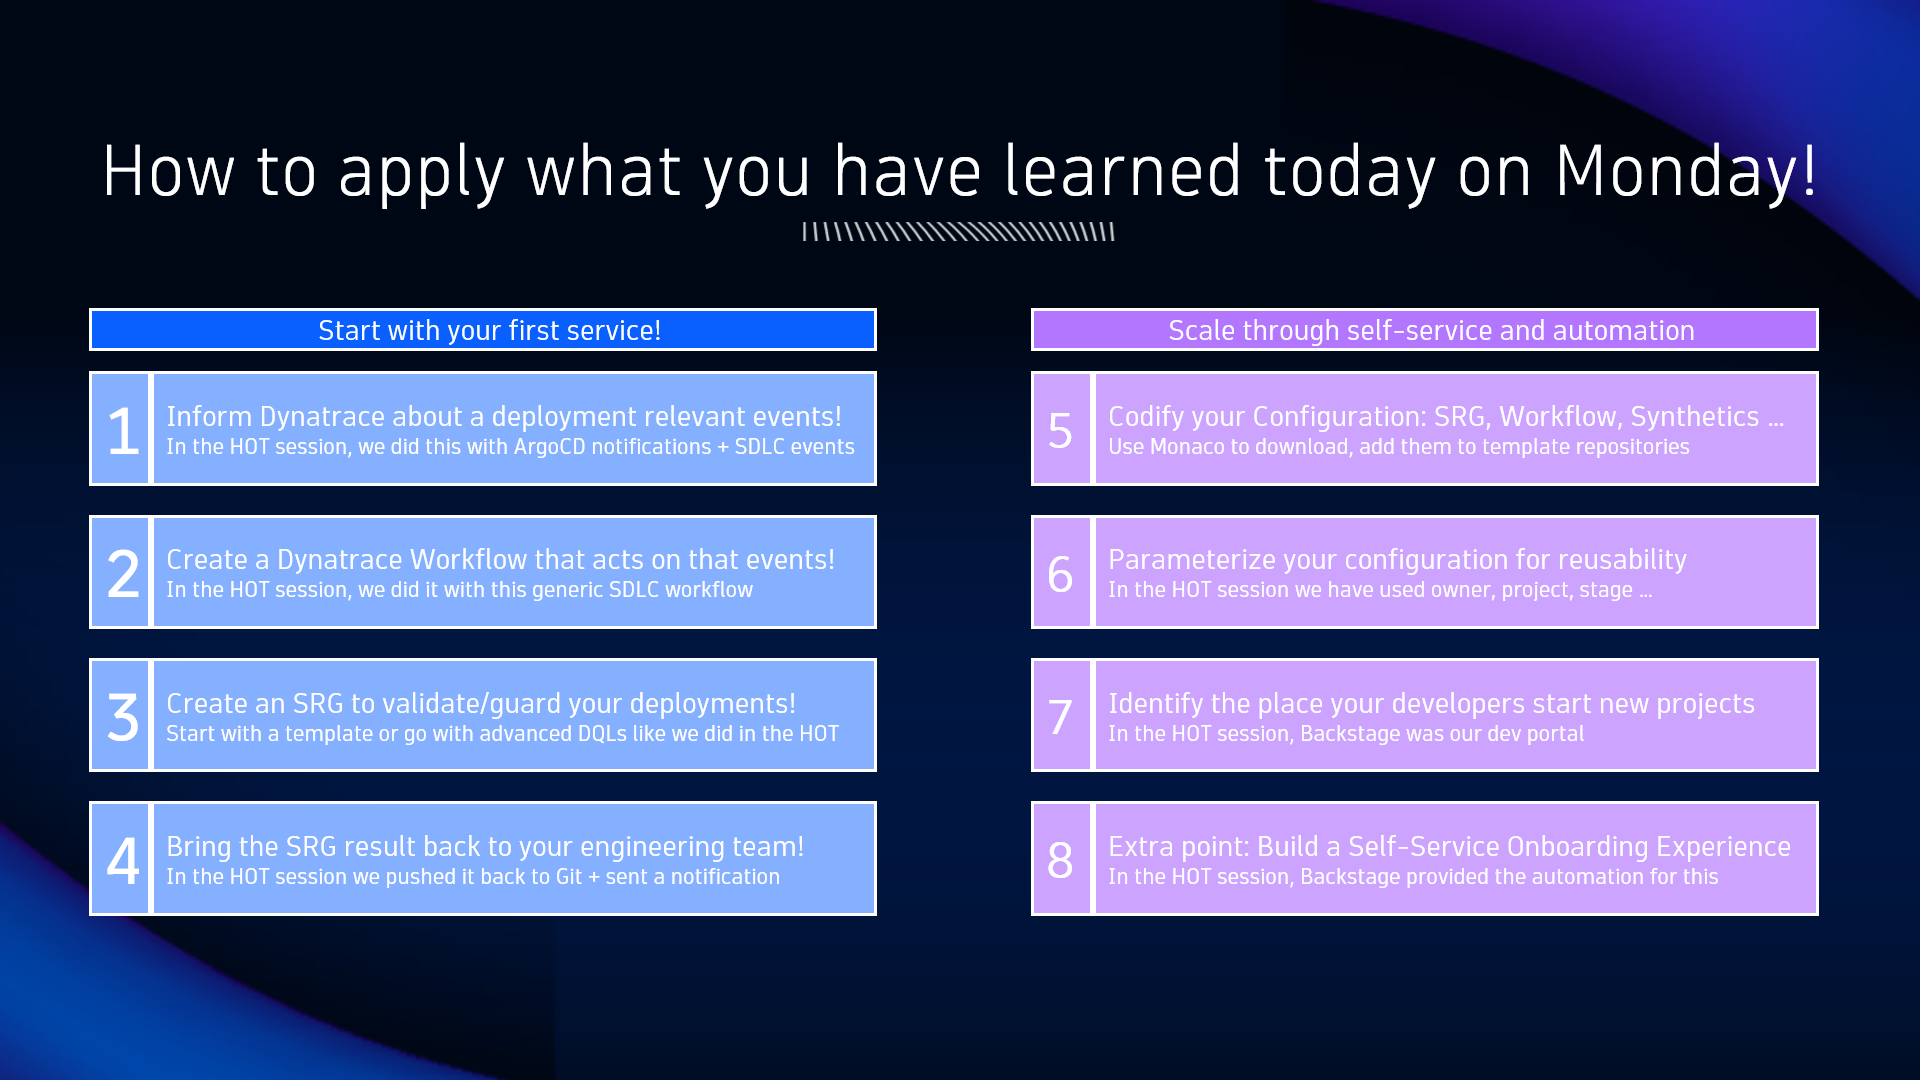 How to apply what you have learned today on Monday!
Start with your first service!
1
Inform Dynatrace about a deployment relevant events!
In the HOT session, we did this with ArgoCD notifications + SDLC events
2
Create a Dynatrace Workflow that acts on that events!
In the HOT session, we did it with this generic SDLC workflow
3
Create an SRG to validate/guard your deployments!
Start with a template or go with advanced DQLs like we did in the HOT
4
Bring the SRG result back to your engineering team!
In the HOT session we pushed it back to Git + sent a notification
Scale through self-service and automation
5
Codify your Configuration: SRG, Workflow, Synthetics ...
Use Monaco to download, add them to template repositories
6
Parameterize your configuration for reusability
In the HOT session we have used owner, project, stage ...
7
Identify the place your developers start new projects
In the HOT session, Backstage was our dev portal
8
Extra point: Build a Self-Service Onboarding Experience
In the HOT session, Backstage provided the automation for this